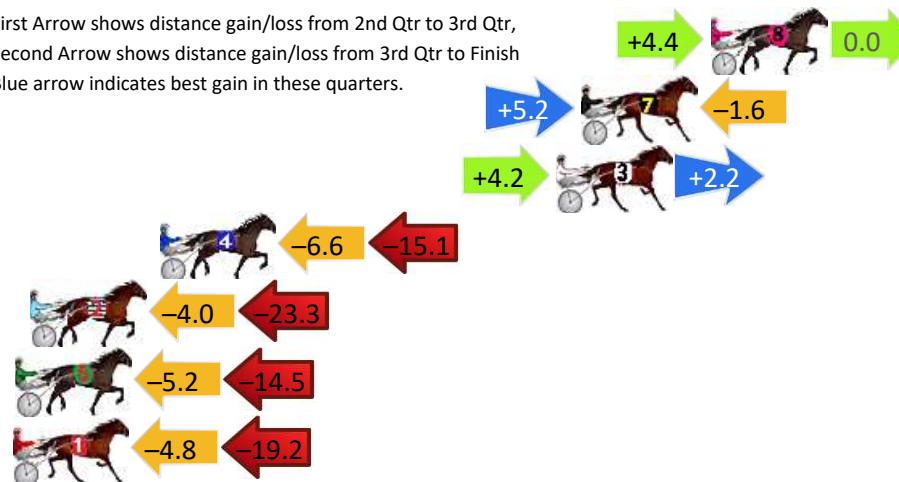 irst Arrow shows distance gain/loss from 2nd Qtr to 3rd Qtr,
econd Arrow shows distance gain/loss from 3rd Qtr to Finish
Blue arrow indicates best gain in these quarters.
+4.4 8 0.0
+5.2 7 –1.6
+4.2 3 +2.2
4 –6.6 –15.1
2 –4.0 –23.3
–5.2 –14.5
1 –4.8 –19.2